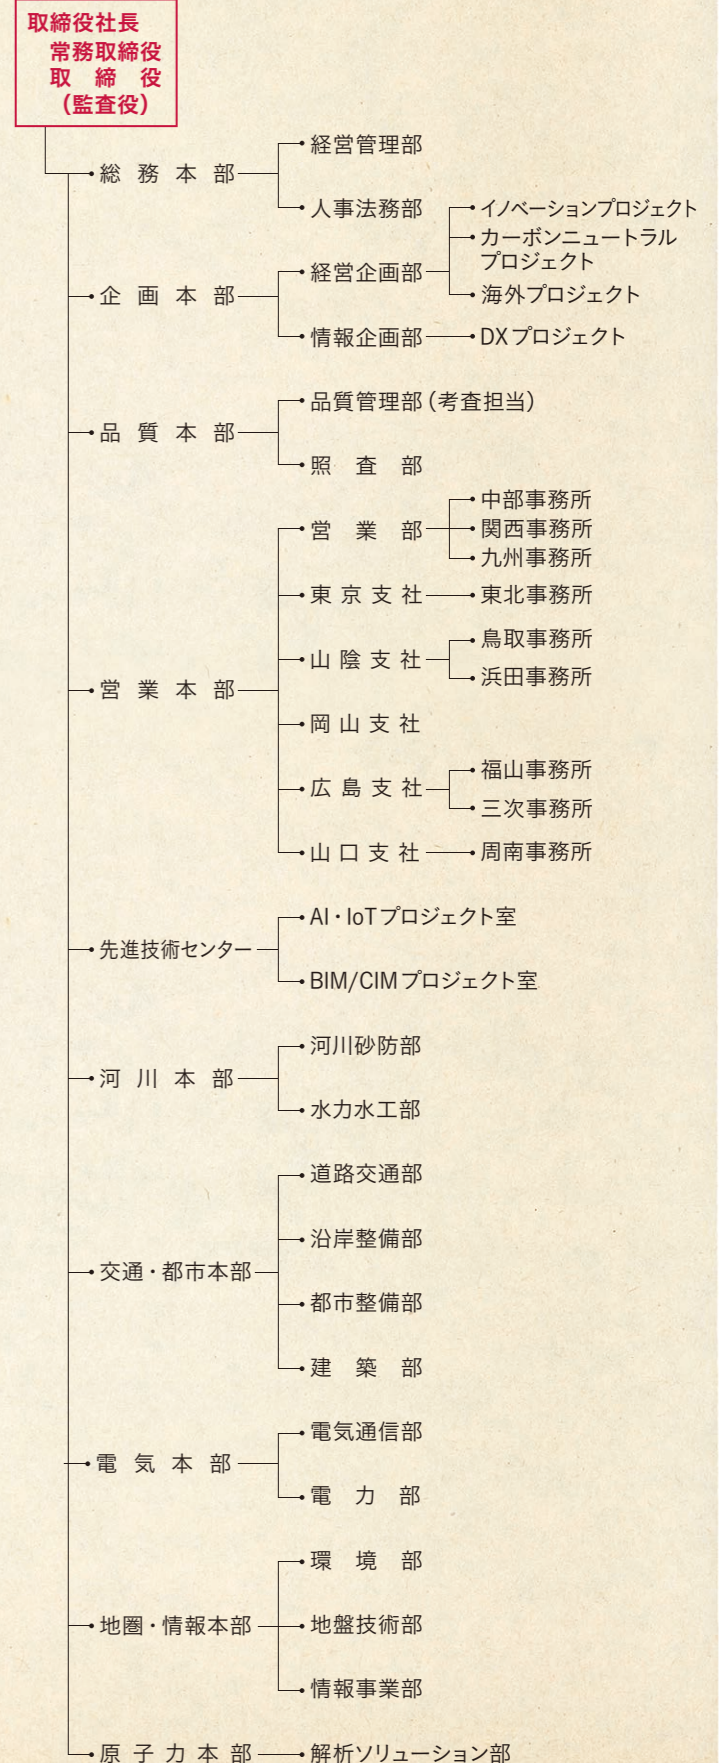 取締役社長
常務取締役
取締役
(監査役)
総務本部
経営管理部
人事法務部
企画本部
経営企画部
イノベーションプロジェクト
カーボンニュートラル
プロジェクト
海外プロジェクト
情報企画部
DXプロジェクト
品質本部
品質管理部(考査担当)
照査部
営業本部
営業部
中部事務所
関西事務所
九州事務所
東京支社
東北事務所
山陰支社
鳥取事務所
浜田事務所
岡山支社
広島支社
福山事務所
三次事務所
山口支社
周南事務所
先進技術センター
AI・IoTプロジェクト室
BIM/CIMプロジェクト室
河川本部
河川砂防部
水力水工部
交通・都市本部
道路交通部
沿岸整備部
都市整備部
建築部
電気本部
電気通信部
電力部
地圏・情報本部
環境部
地盤技術部
情報事業部
原子力本部
解析ソリューション部